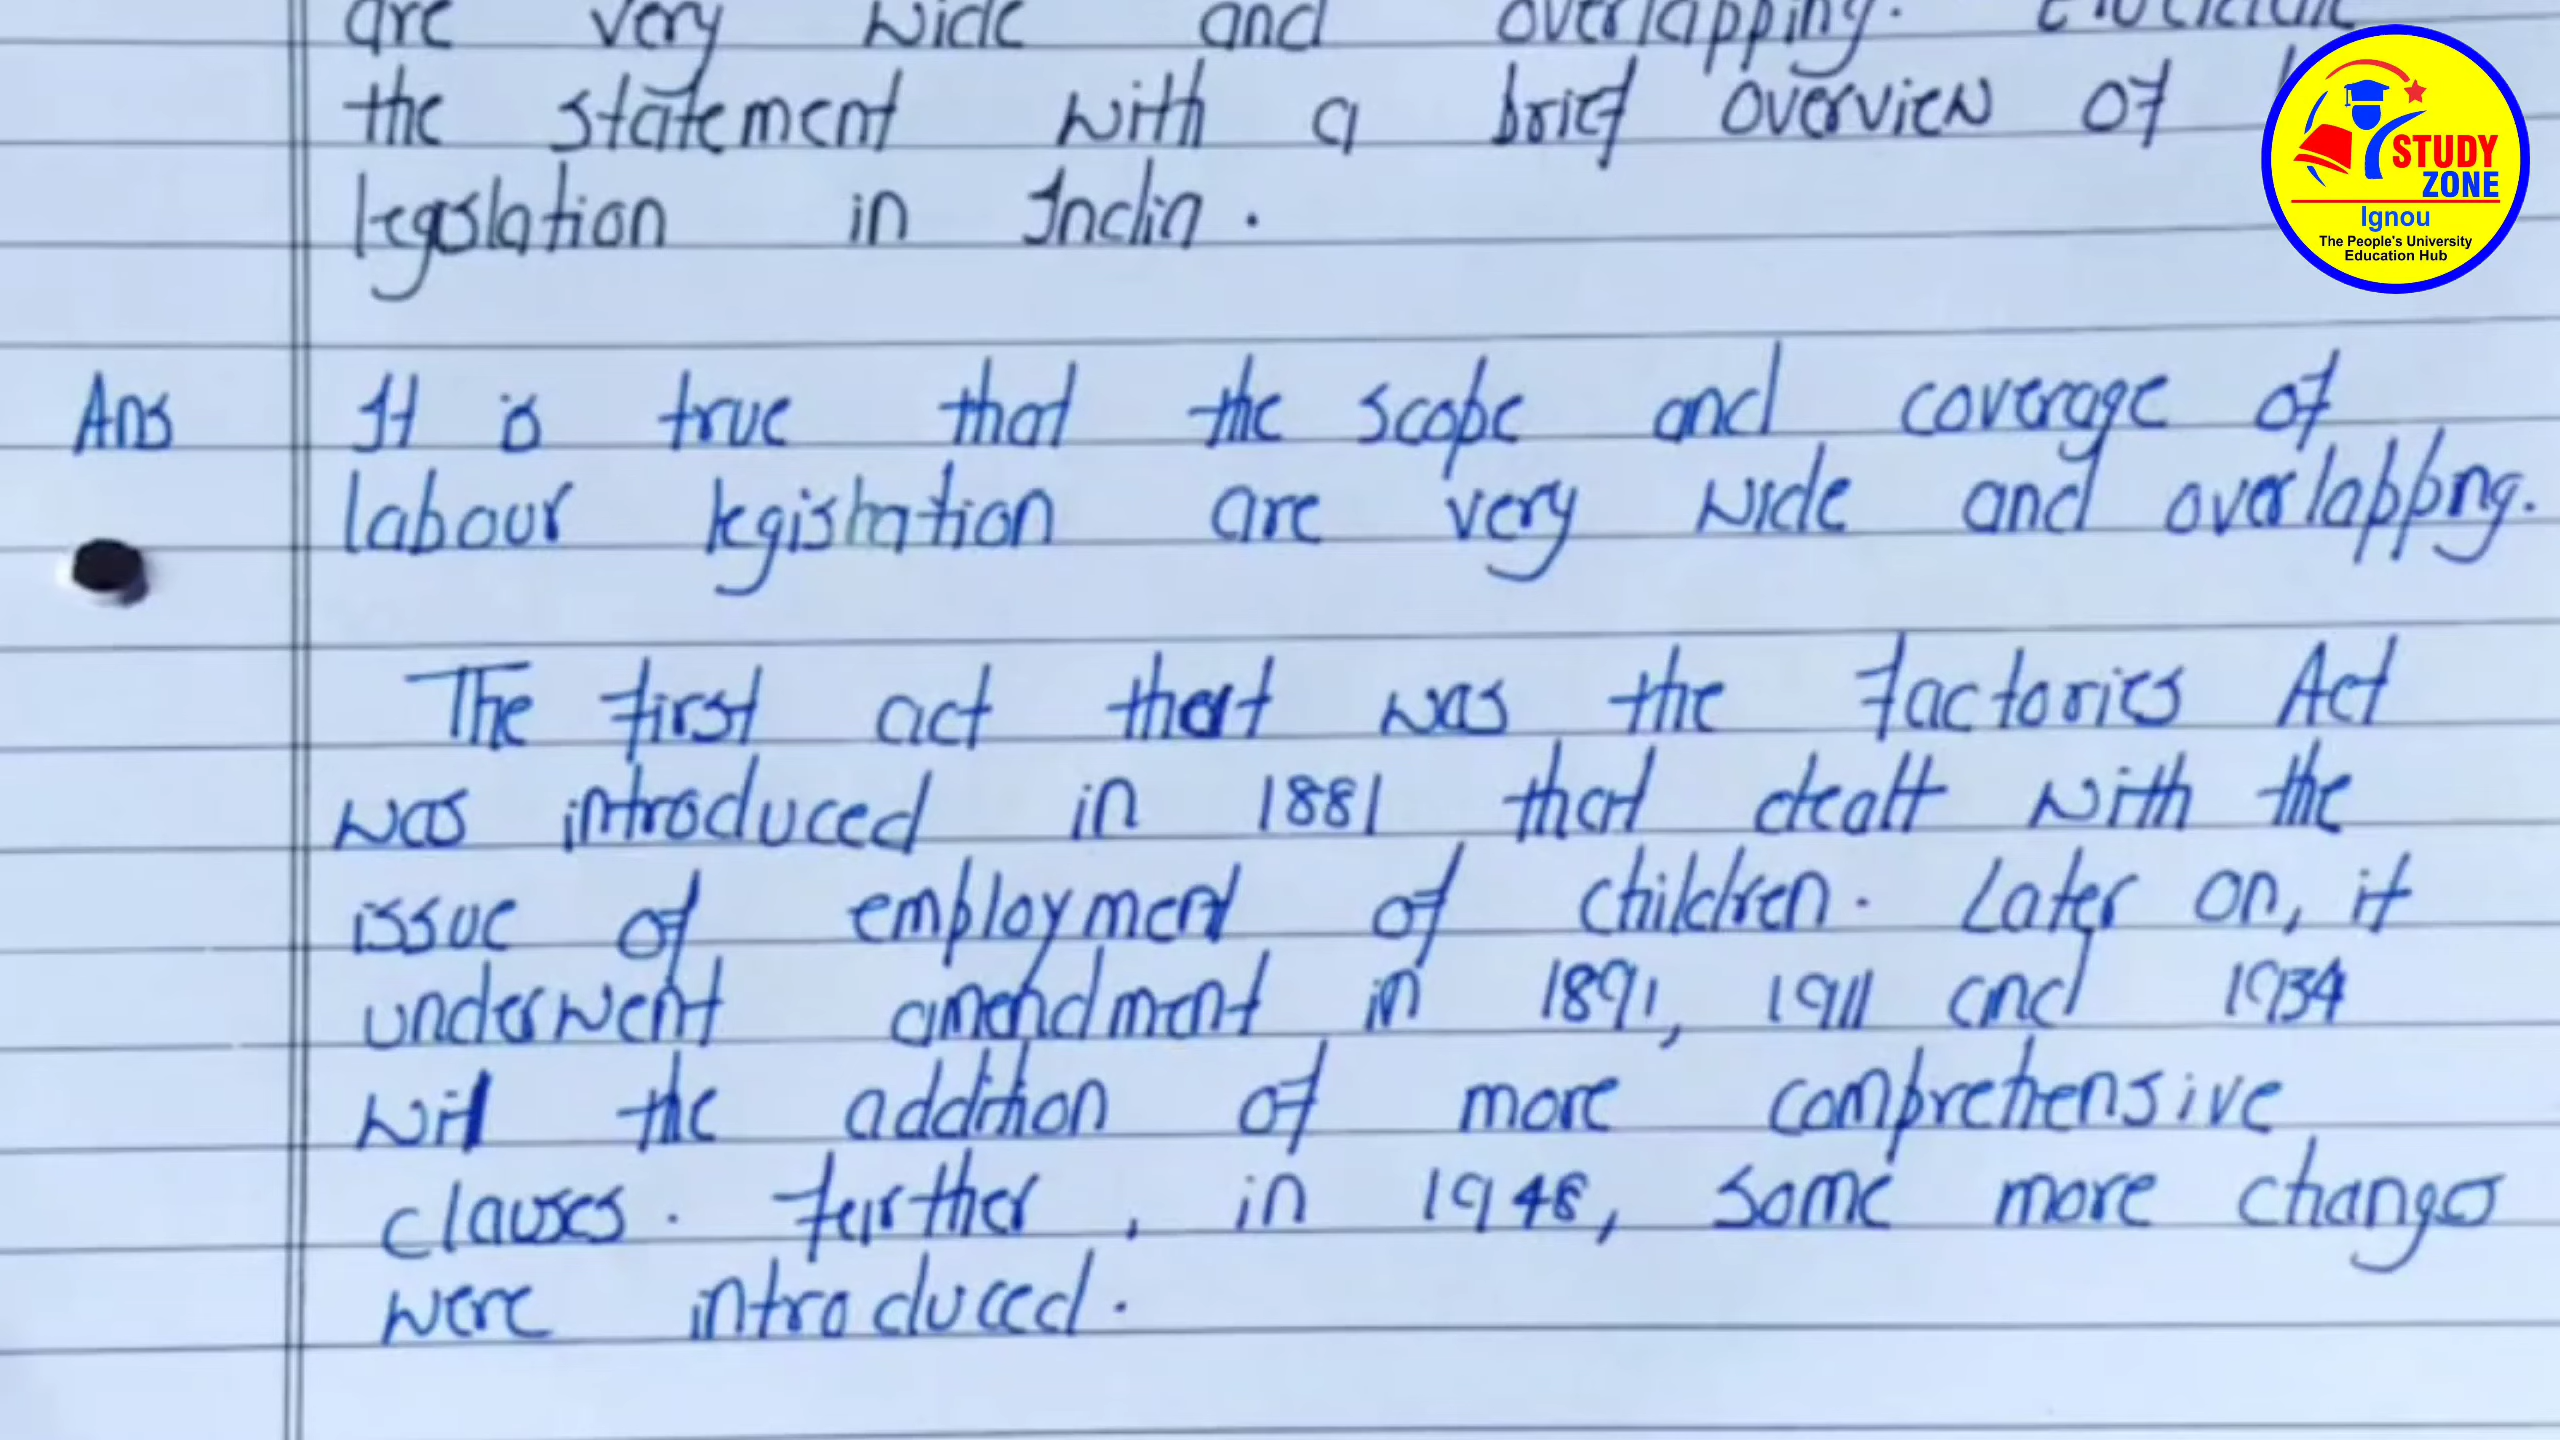 are very wide and overlapping. Elucidate
the statement with a brief overview of
legislation in India.
Ans It is true that the scope and coverage of
labour legislation are very wide and overlapping.
The first act that was the Factories Act
was introduced in 1881 that dealt with the
issue of employment of children. Later on, it
underwent amendment in 1891, 1911 and 1934
wit the addition of more comprehensive
clauses. Further, in 1948, some more changes
were introduced.
STUDY
ZONE
Ignou
The People's University
Education Hub